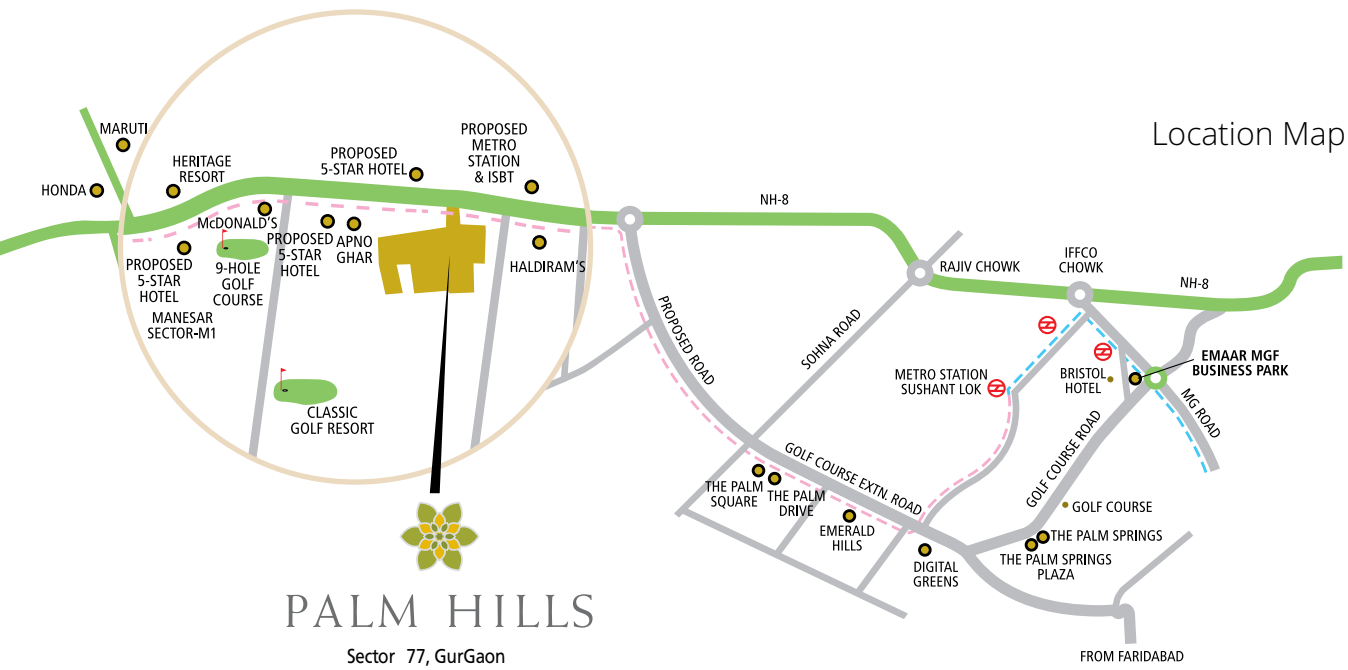 Location Map
MARUTI
HONDA
HERITAGE
RESORT
PROPOSED
5-STAR HOTEL
PROPOSED
METRO
STATION
& ISBT
McDONALD'S
PROPOSED
5-STAR
HOTEL
MANESAR
SECTOR-M1
9-HOLE
GOLF
COURSE
PROPOSED
5-STAR
HOTEL
APNO
GHAR
HALDIRAM'S
CLASSIC
GOLF RESORT
NH-8
PROPOSED ROAD
SOHNA ROAD
RAJIV CHOWK
IFFCO
CHOWK
NH-8
METRO STATION
SUSHANT LOK
BRISTOL
HOTEL
EMAAR MGF
BUSINESS PARK
MG ROAD
GOLF COURSE ROAD
GOLF COURSE EXTN. ROAD
THE PALM
SQUARE
THE PALM
DRIVE
EMERALD
HILLS
DIGITAL
GREENS
GOLF COURSE
THE PALM SPRINGS
THE PALM SPRINGS
PLAZA
FROM FARIDABAD
PALM HILLS
Sector 77, GurGaon